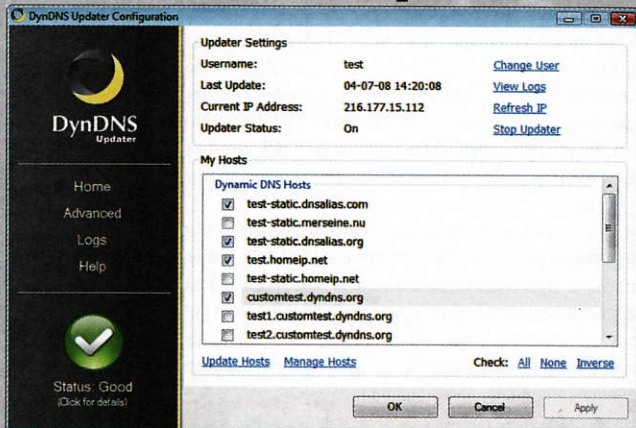 DynDNS Updater Configuration
DynDNS
Updater
Home
Advanced
Logs
Help
Status: Good
(Click for details)
Updater Settings
Username: test Change User
Last Update: 04-07-08 14:20:08 View Logs
Current IP Address: 216.177.15.112 Refresh IP
Updater Status: On Stop Updater
My Hosts
Dynamic DNS Hosts
test-static.dnsalias.com
test-static.merseine.nu
test-static.dnsalias.org
test.homeip.net
test-static.homeip.net
customtest.dyndns.org
test1.customtest.dyndns.org
test2.customtest.dyndns.org
Update Hosts Manage Hosts Check: All None Inverse
OK Cancel Apply